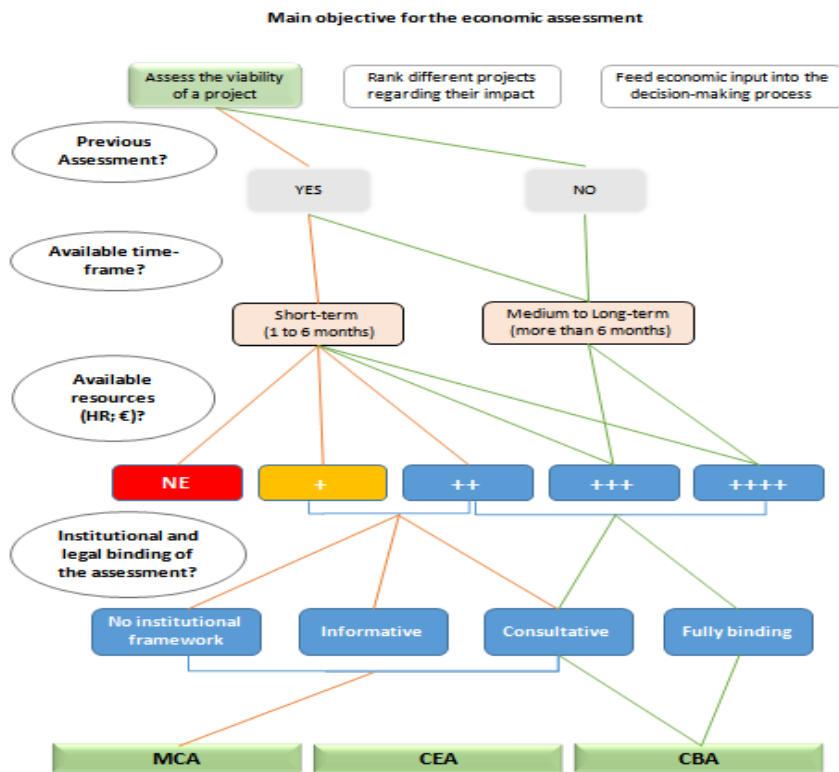 Main objective for the economic assessment
Assess the viability
of a project
Rank different projects
regarding their impact
Feed economic input into the
decision-making process
Previous
Assessment?
YES
NO
Available time-
frame?
Short-term
(1 to 6 months)
Medium to Long-term
(more than 6 months)
Available
resources
(HR; €)?
NE
+
++
+++
++++
Institutional and
legal binding of
the assessment?
No institutional
framework
Informative
Consultative
Fully binding
MCA
CEA
CBA